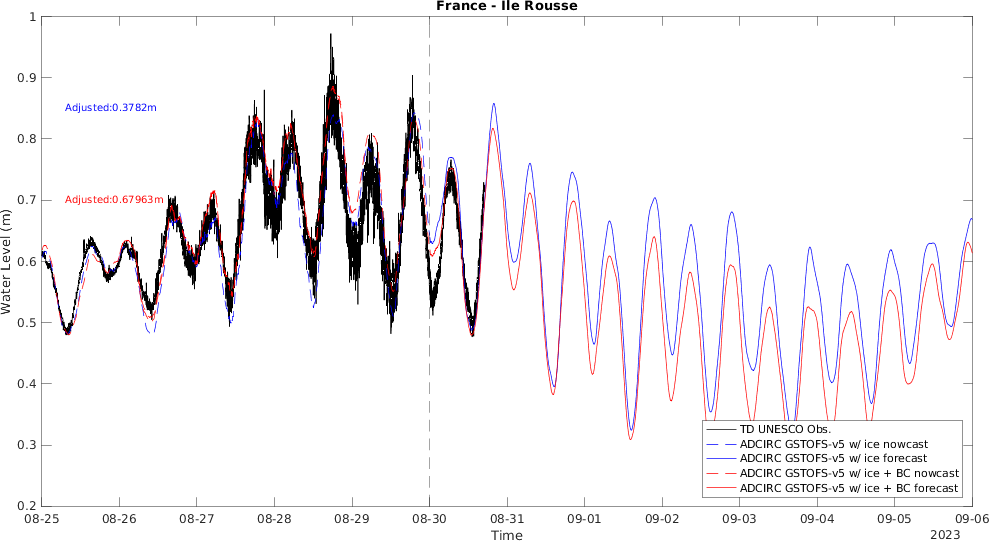 France - Ile Rousse
1
0.9
0.8
0.7
0.6
0.5
0.4
0.3
0.2
Water Level (m)
Adjusted:0.3782m
Adjusted:0.67963m
TD UNESCO Obs.
ADCIRC GSTOFS-v5 w/ ice nowcast
ADCIRC GSTOFS-v5 w/ ice forecast
ADCIRC GSTOFS-v5 w/ ice + BC nowcast
ADCIRC GSTOFS-v5 w/ ice + BC forecast
08-25 08-26 08-27 08-28 08-29 08-30 08-31 09-01 09-02 09-03 09-04 09-05 09-06
Time
2023